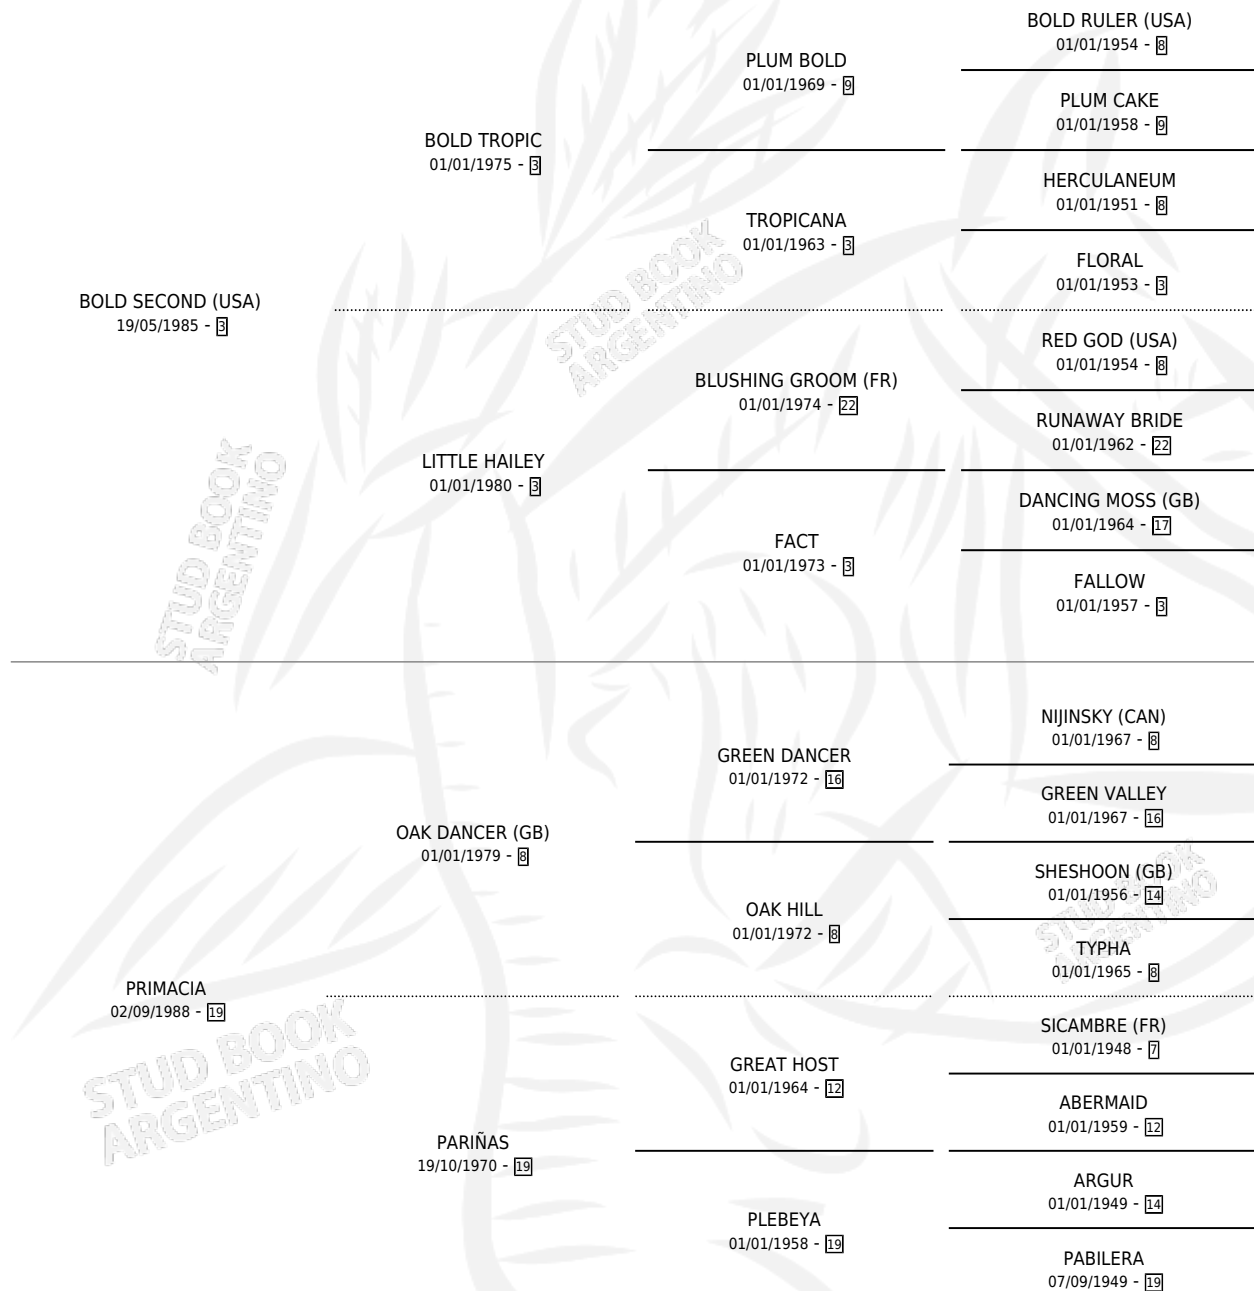 BOLD RULER (USA)
01/01/1954 - 8
PLUM BOLD
01/01/1969 - 9
PLUM CAKE
01/01/1958 - 9
BOLD TROPIC
01/01/1975 - 3
HERCULANEUM
01/01/1951 - 8
TROPICANA
01/01/1963 - 3
FLORAL
01/01/1953 - 3
BOLD SECOND (USA)
19/05/1985 - 3
RED GOD (USA)
01/01/1954 - 8
BLUSHING GROOM (FR)
01/01/1974 - 22
RUNAWAY BRIDE
01/01/1962 - 22
LITTLE HAILEY
01/01/1980 - 3
DANCING MOSS (GB)
01/01/1964 - 17
FACT
01/01/1973 - 3
FALLOW
01/01/1957 - 3
NIJINSKY (CAN)
01/01/1967 - 8
GREEN DANCER
01/01/1972 - 16
GREEN VALLEY
01/01/1967 - 16
OAK DANCER (GB)
01/01/1979 - 8
SHESHOON (GB)
01/01/1956 - 14
OAK HILL
01/01/1972 - 8
TYPHA
01/01/1965 - 8
PRIMACIA
02/09/1988 - 19
SICAMBRE (FR)
01/01/1948 - 7
GREAT HOST
01/01/1964 - 12
ABERMAID
01/01/1959 - 12
PARIÑAS
19/10/1970 - 19
ARGUR
01/01/1949 - 14
PLEBEYA
01/01/1958 - 19
PABILERA
07/09/1949 - 19
STUD BOOK
ARGENTINO
STUD BOOK
ARGENTINO
STUD BOOK
ARGENTINO
STUD BOOK
ARGENTINO